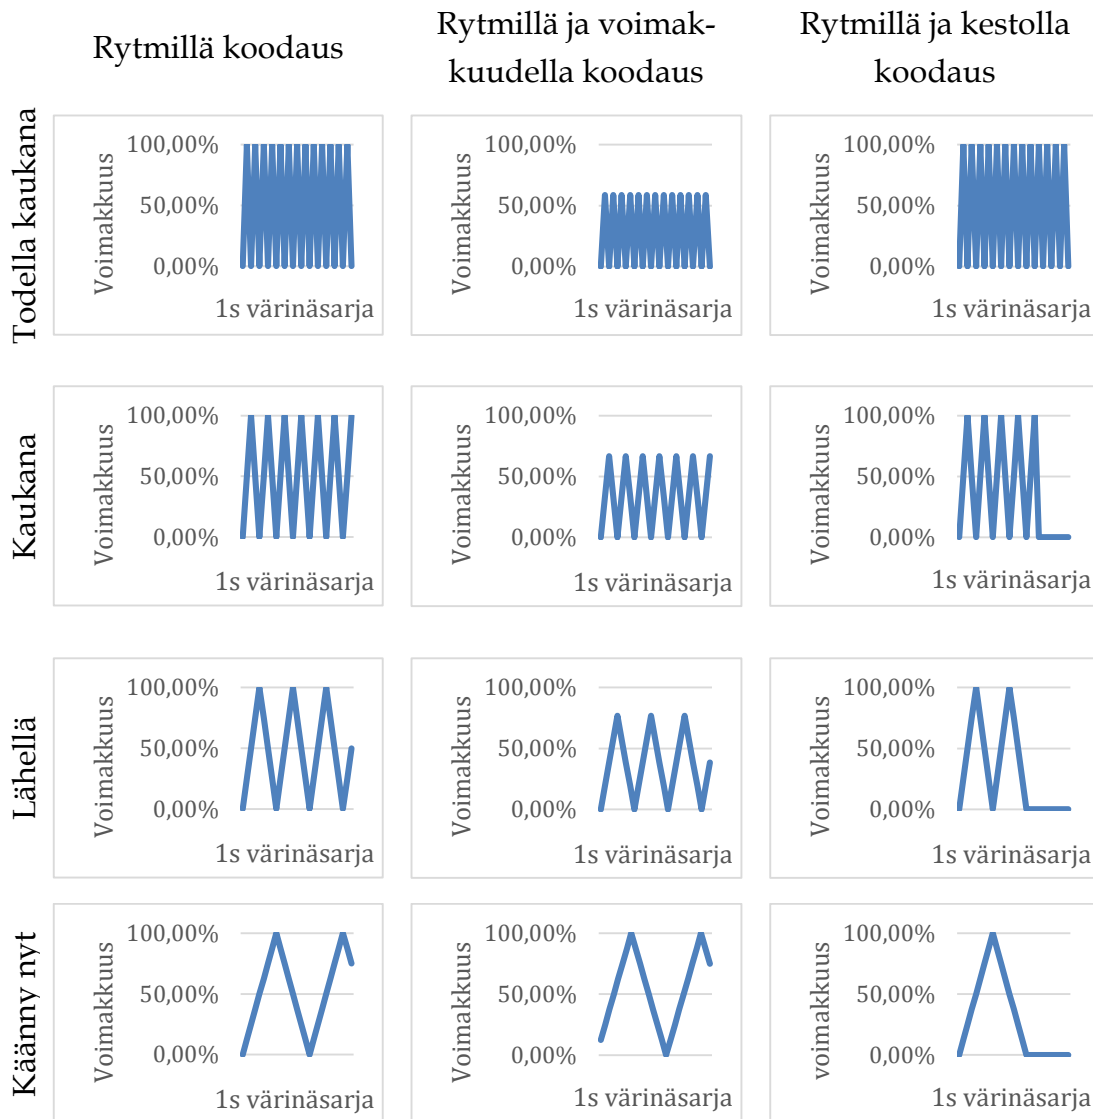 Rytmillä koodaus
Rytmillä ja voimak-
kuudella koodaus
Rytmillä ja kestolla
koodaus
Todella kaukana
Voimakkuus
100,00%
50,00%
0,00%
1s värinäsarja
Voimakkuus
100,00%
50,00%
0,00%
1s värinäsarja
Voimakkuus
100,00%
50,00%
0,00%
1s värinäsarja
Kaukana
Voimakkuus
100,00%
50,00%
0,00%
1s värinäsarja
Voimakkuus
100,00%
50,00%
0,00%
1s värinäsarja
Voimakkuus
100,00%
50,00%
0,00%
1s värinäsarja
Lähellä
Voimakkuus
100,00%
50,00%
0,00%
1s värinäsarja
Voimakkuus
100,00%
50,00%
0,00%
1s värinäsarja
Voimakkuus
100,00%
50,00%
0,00%
1s värinäsarja
Käänny nyt
Voimakkuus
100,00%
50,00%
0,00%
1s värinäsarja
Voimakkuus
100,00%
50,00%
0,00%
1s värinäsarja
voimakkuus
100,00%
50,00%
0,00%
1s värinäsarja